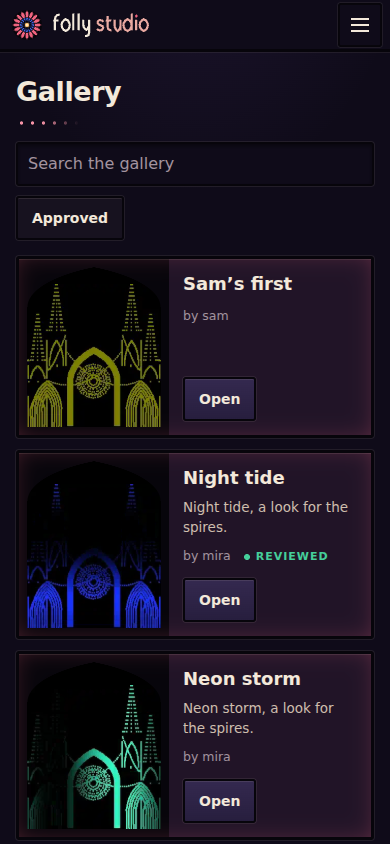 folly studio
Gallery
Search the gallery
Approved
Sam’s first
by sam
Open
Night tide
Night tide, a look for the
spires.
by mira ● REVIEWED
Open
Neon storm
Neon storm, a look for
the spires.
by mira
Open